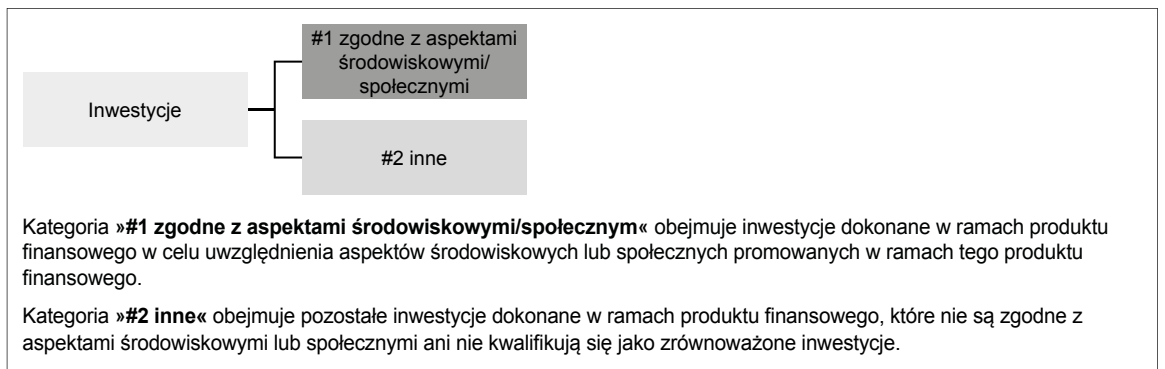 #1 zgodne z aspektami
środowiskowymi/
społecznymi
Inwestycje
#2 inne
Kategoria »#1 zgodne z aspektami środowiskowymi/społecznym« obejmuje inwestycje dokonane w ramach produktu
finansowego w celu uwzględnienia aspektów środowiskowych lub społecznych promowanych w ramach tego produktu
finansowego.
Kategoria »#2 inne« obejmuje pozostałe inwestycje dokonane w ramach produktu finansowego, które nie są zgodne z
aspektami środowiskowymi lub społecznymi ani nie kwalifikują się jako zrównoważone inwestycje.